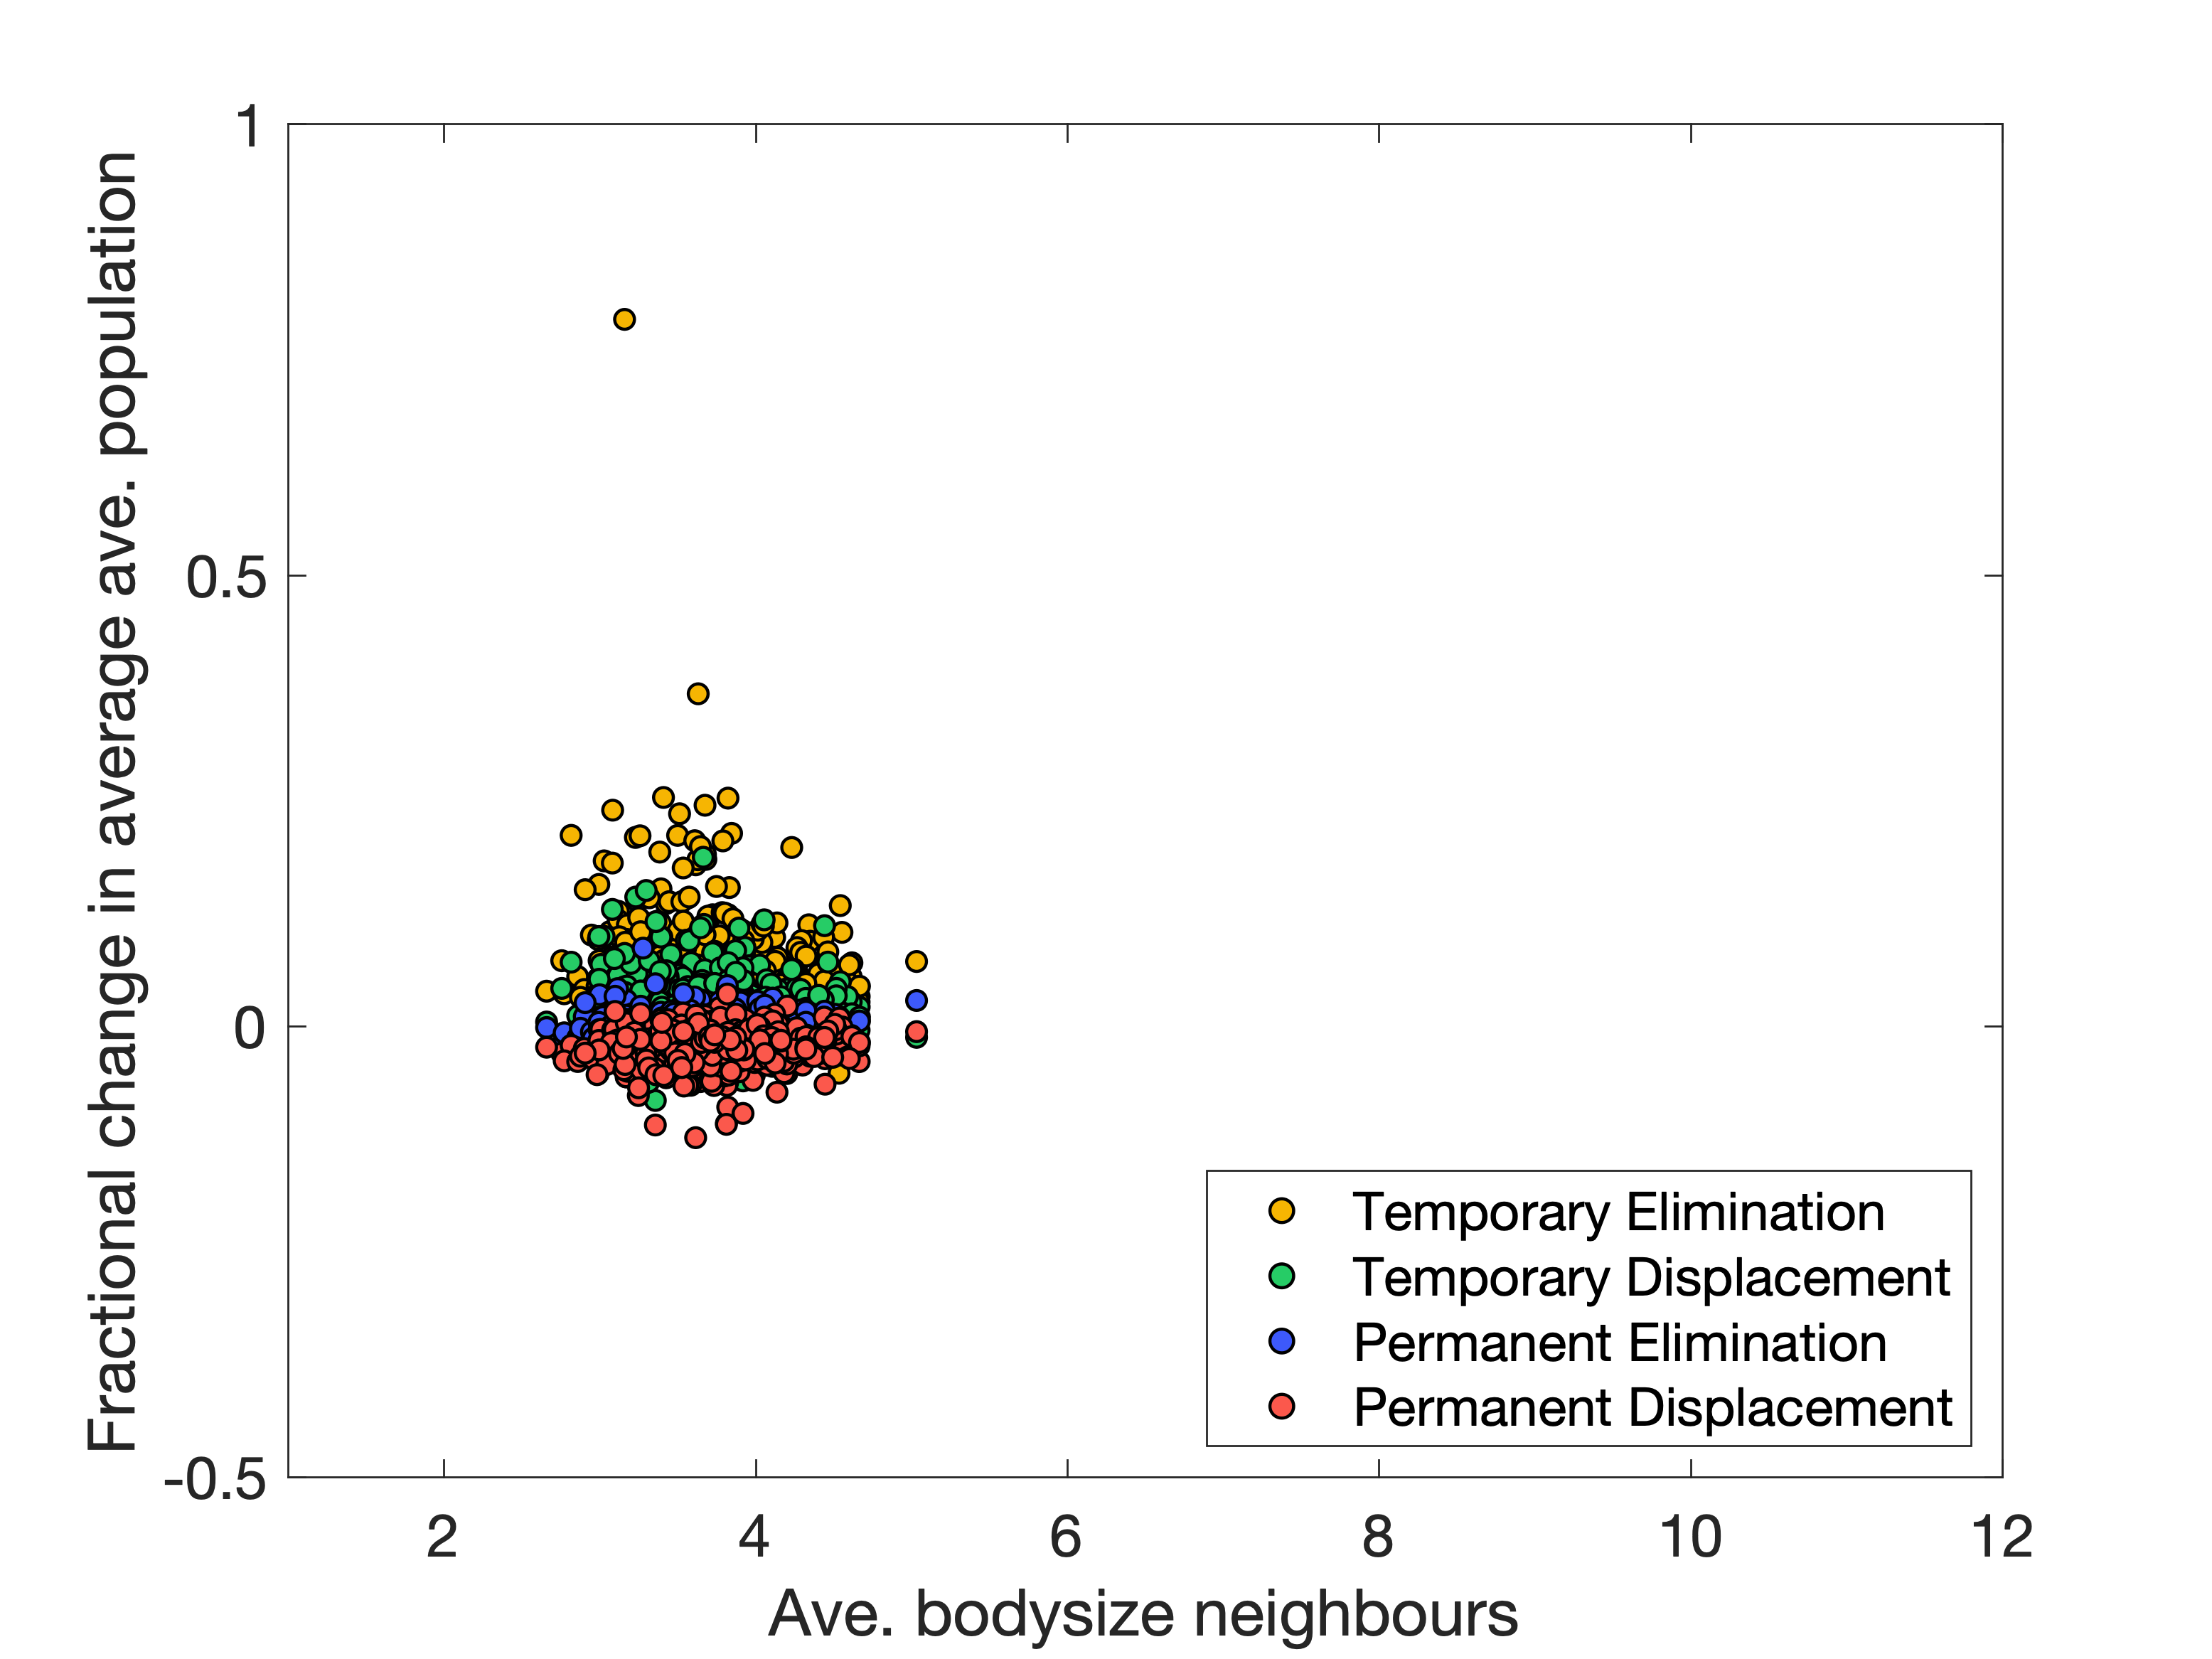 Fractional change in average ave. population
1
0.5
0
-0.5
2
4
6
8
10
12
Ave. bodysize neighbours
Temporary Elimination
Temporary Displacement
Permanent Elimination
Permanent Displacement